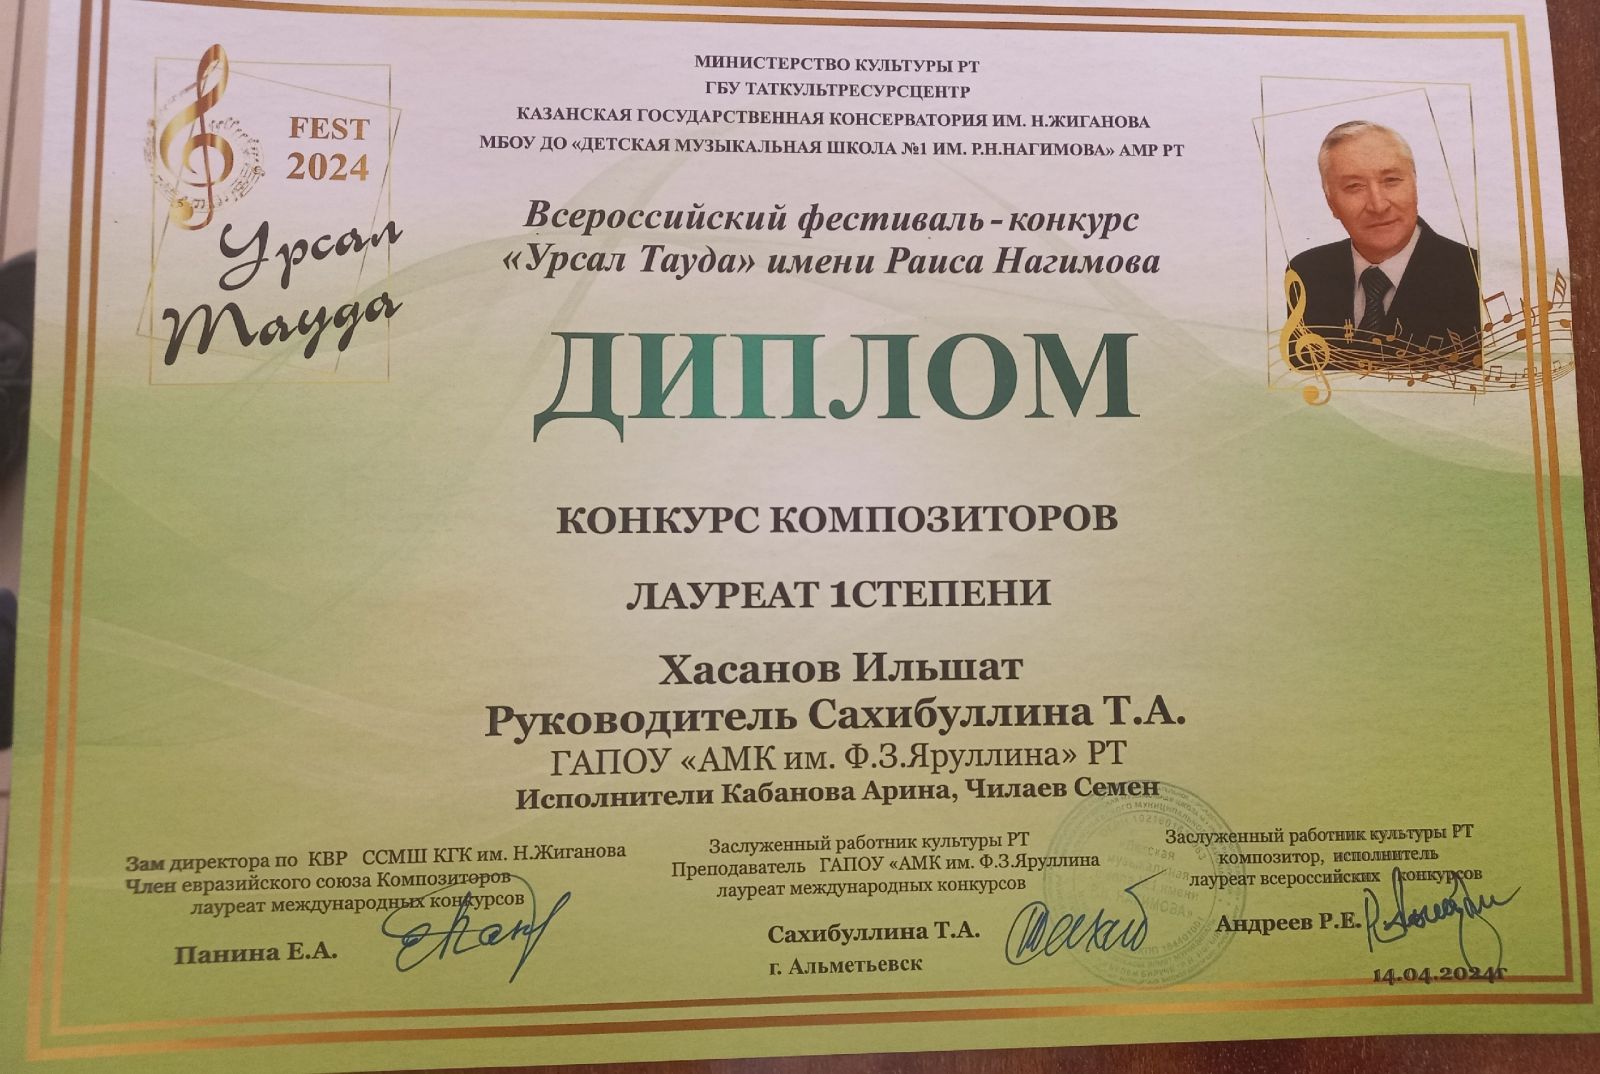 МИНИСТЕРСТВО КУЛЬТУРЫ РТ
ГБУ ТАТКУЛЬТРЕСУРСЦЕНТР
КАЗАНСКАЯ ГОСУДАРСТВЕННАЯ КОНСЕРВАТОРИЯ ИМ. Н.ЖИГАНОВА
МБОУ ДО «ДЕТСКАЯ МУЗЫКАЛЬНАЯ ШКОЛА №1 ИМ. Р.Н.НАГИМОВА» АМР РТ
FEST
2024
Урсал
Тауда
Всероссийский фестиваль - конкурс
«Урсал Тауда» имени Раиса Нагимова
ДИПЛОМ
КОНКУРС КОМПОЗИТОРОВ
ЛАУРЕАТ 1СТЕПЕНИ
Хасанов Ильшат
Руководитель Сахибуллина Т.А.
ГАПОУ «АМК им. Ф.З.Яруллина» РТ
Исполнители Кабанова Арина, Чилаев Семен
Зам директора по КВР ССМШ КГК им. Н.Жиганова
Член евразийского союза Композиторов
лауреат международных конкурсов
Панина Е.А.
Заслуженный работник культуры РТ
Преподаватель ГАПОУ «АМК им. Ф.З.Яруллина
лауреат международных конкурсов
Сахибуллина Т.А.
г. Альметьевск
Заслуженный работник культуры РТ
композитор, исполнитель
лауреат всероссийских конкурсов
Андреев Р.Е.
14.04.2024г